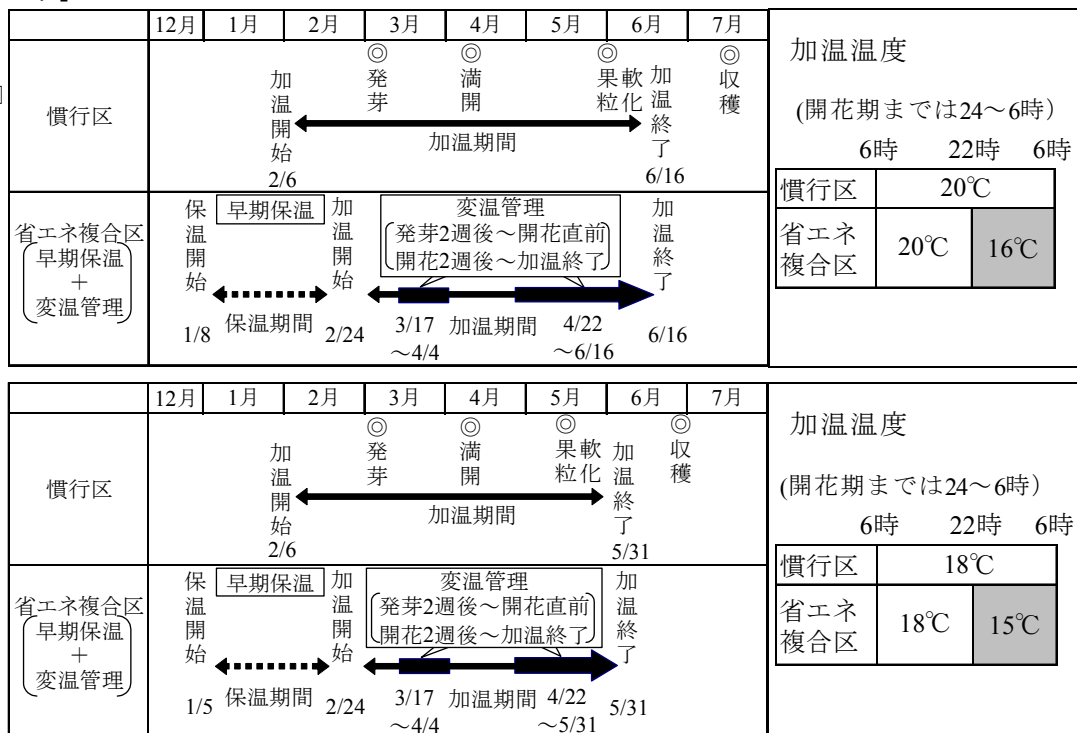 12月 1月 2月 3月 4月 5月 6月 7月
慣行区
加温開始
2/6
◎発芽
◎満開
◎果粒軟化
加温終了
6/16
◎収穫
加温期間
省エネ複合区
早期保温
＋
変温管理
保温開始
1/8
早期保温
保温期間
加温開始
2/24
変温管理
発芽2週後～開花直前
開花2週後～加温終了
3/17
～4/4
加温期間
4/22
～6/16
加温終了
6/16
加温温度
(開花期までは24～6時)
6時 22時 6時
慣行区 20℃
省エネ
複合区
20℃ 16℃
12月 1月 2月 3月 4月 5月 6月 7月
慣行区
加温開始
2/6
◎発芽
◎満開
◎果粒軟化
加温終了
5/31
◎収穫
加温期間
省エネ複合区
早期保温
＋
変温管理
保温開始
1/5
早期保温
保温期間
加温開始
2/24
変温管理
発芽2週後～開花直前
開花2週後～加温終了
3/17
～4/4
加温期間
4/22
～5/31
加温終了
5/31
加温温度
(開花期までは24～6時)
6時 22時 6時
慣行区 18℃
省エネ
複合区
18℃ 15℃